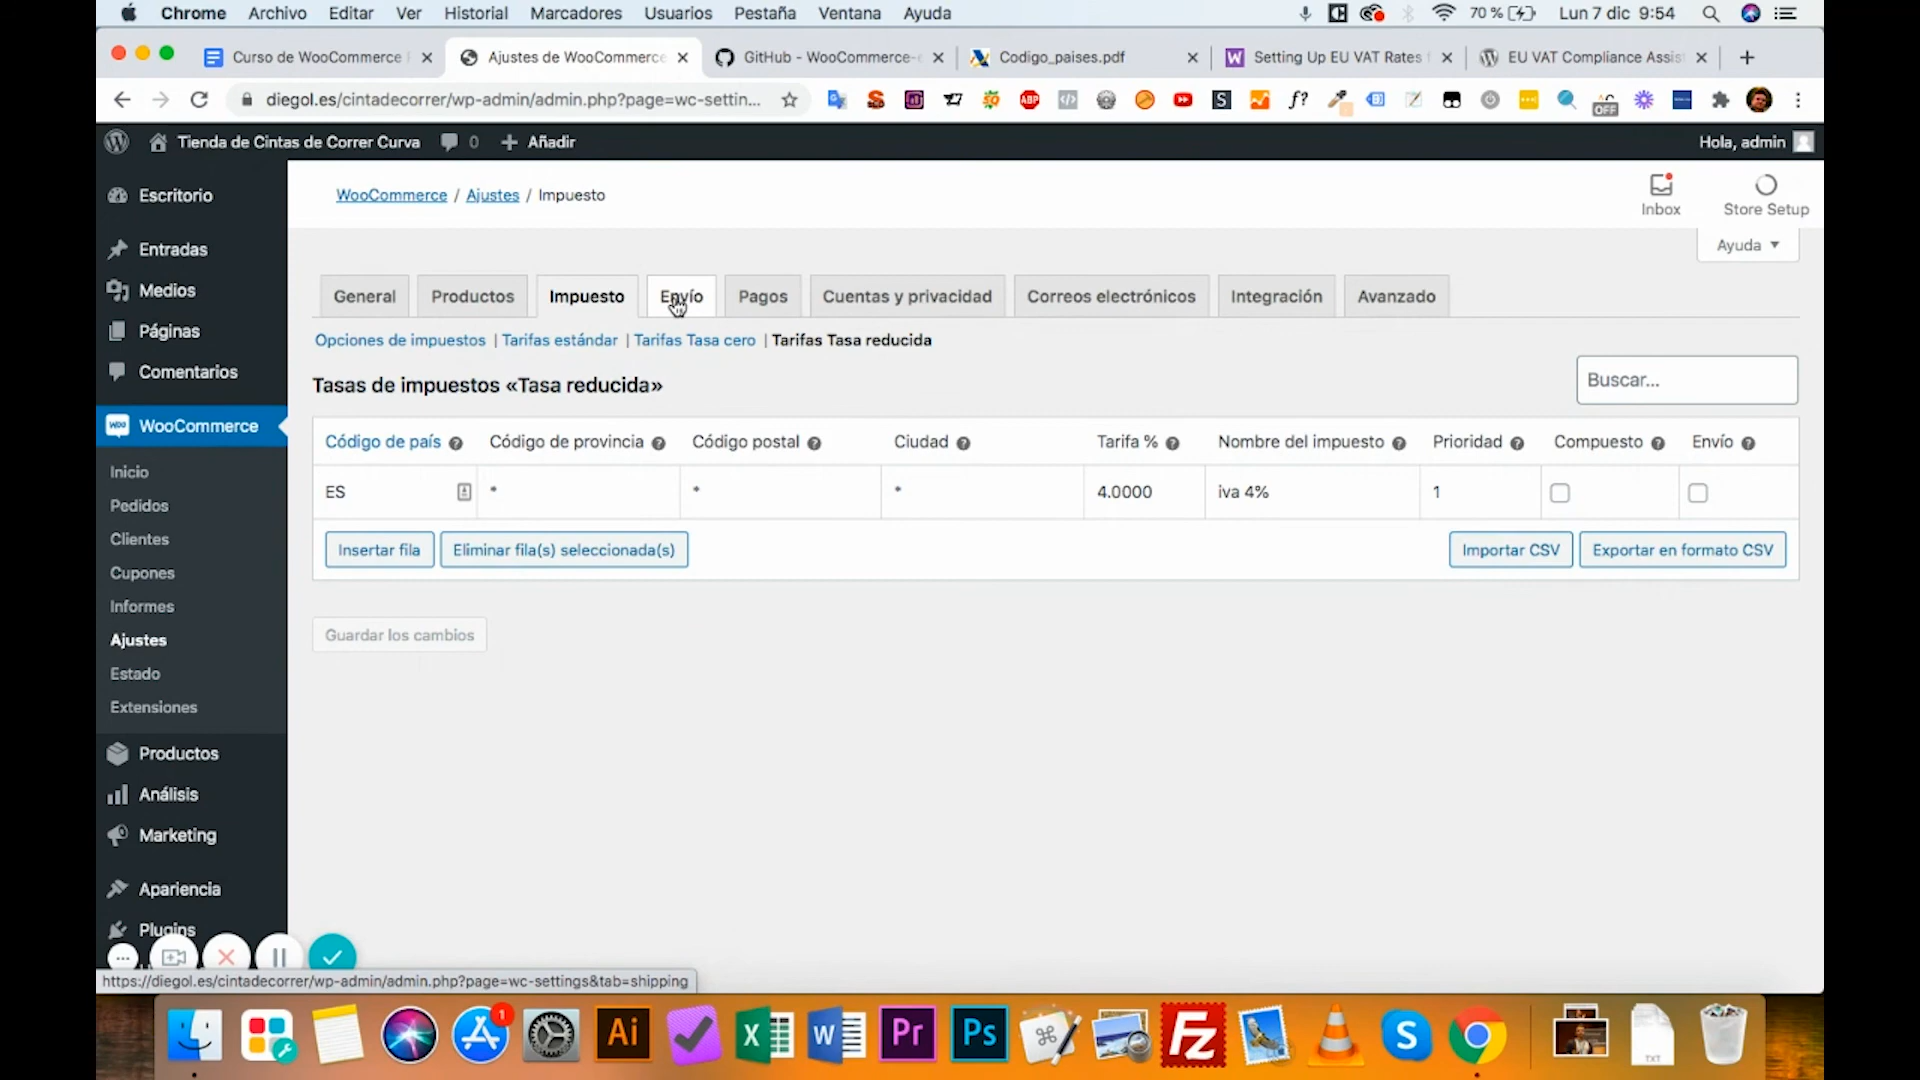 Chrome Archivo Editar Ver Historial Marcadores Usuarios Pestaña Ventana Ayuda 70 % Lun 7 dic 9:54
Curso de WooCommerce Ajustes de WooCommerce GitHub - WooCommerce- Codigo_paises.pdf Setting Up EU VAT Rates EU VAT Compliance Assis
diegol.es/cintadecorrer/wp-admin/admin.php?page=wc-settin... ABP S f? OFF
Tienda de Cintas de Correr Curva 0 Añadir Hola, admin
Escritorio
Entradas
Medios
Páginas
Comentarios
WooCommerce
Inicio
Pedidos
Clientes
Cupones
Informes
Ajustes
Estado
Extensiones
Productos
Análisis
Marketing
Apariencia
Plugins
WooCommerce / Ajustes / Impuesto
Inbox Store Setup
Ayuda
General Productos Impuesto Envío Pagos Cuentas y privacidad Correos electrónicos Integración Avanzado
Opciones de impuestos | Tarifas estándar | Tarifas Tasa cero | Tarifas Tasa reducida
Tasas de impuestos «Tasa reducida»
Buscar...
Código de país Código de provincia Código postal Ciudad Tarifa % Nombre del impuesto Prioridad Compuesto Envío
ES * * * 4.0000 iva 4% 1
Insertar fila Eliminar fila(s) seleccionada(s) Importar CSV Exportar en formato CSV
Guardar los cambios
https://diegol.es/cintadecorrer/wp-admin/admin.php?page=wc-settings&tab=shipping
1
Ai X W Pr Ps Fz S TXT